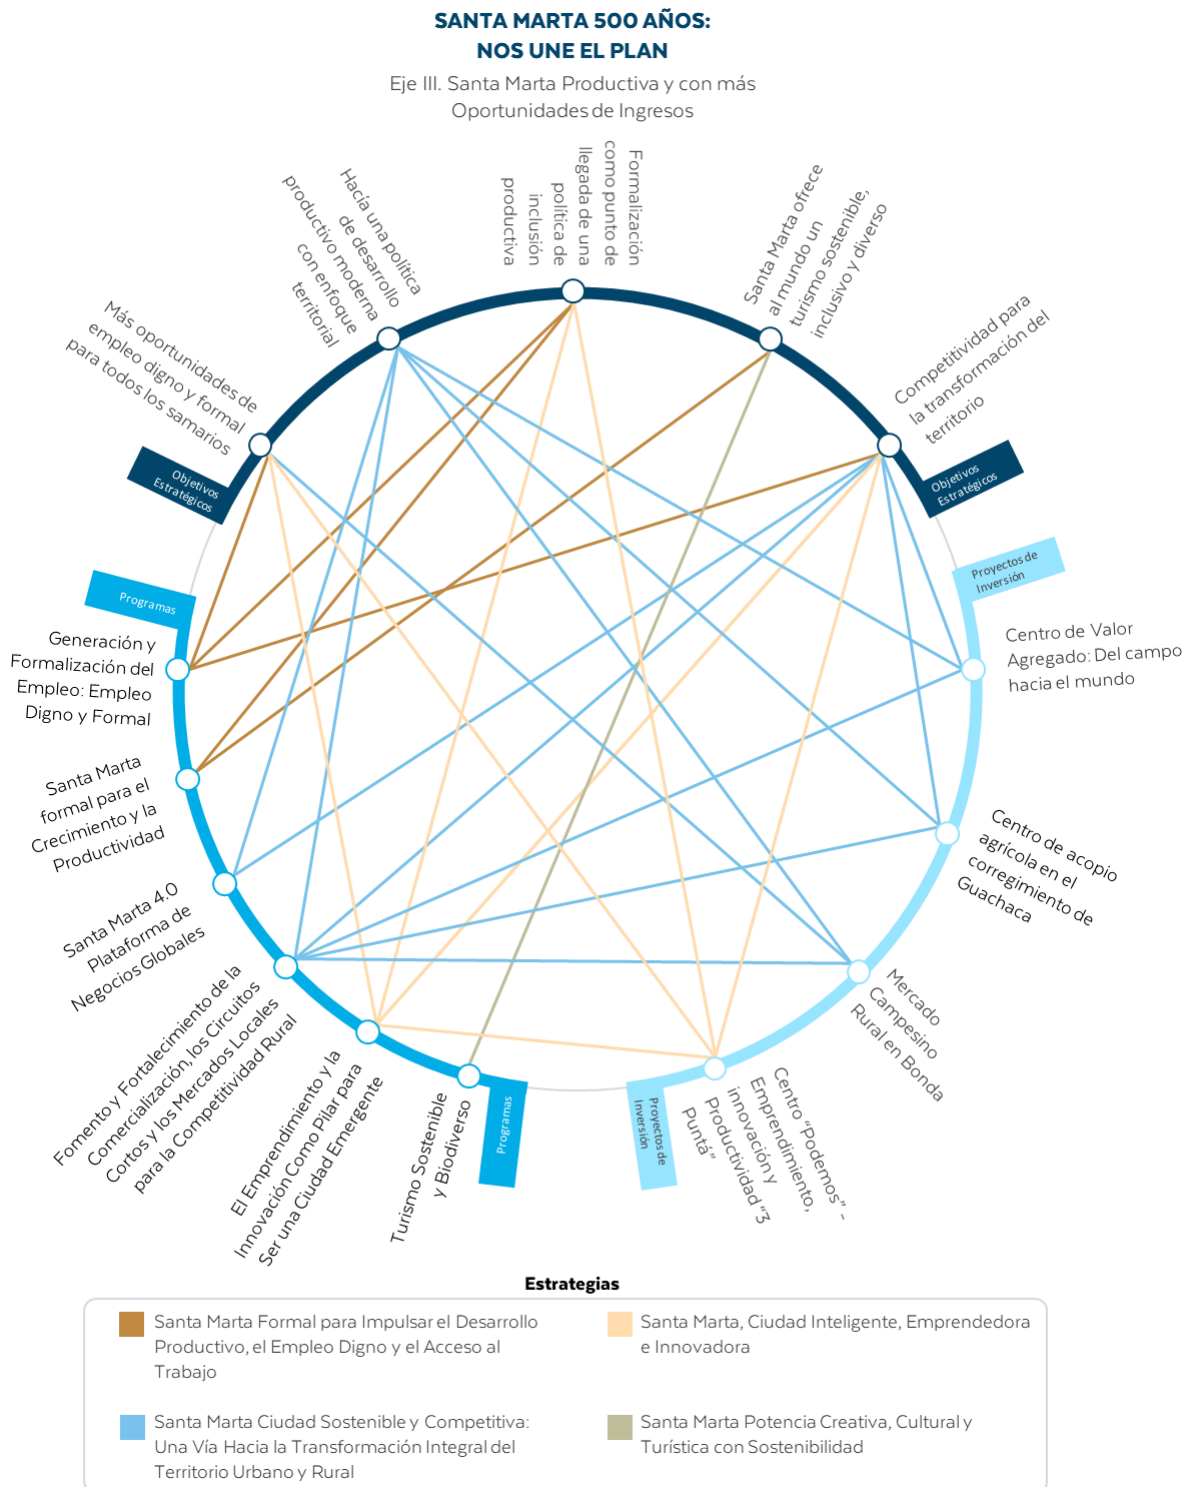 SANTA MARTA 500 AÑOS:
NOS UNE EL PLAN
Eje III. Santa Marta Productiva y con más
Oportunidades de Ingresos
Más oportunidades de
empleo digno y formal
para todos los samarios
Hacia una política
de desarrollo
productivo moderna
con enfoque
territorial
Formalización
como punto de
llegada de una
política de
inclusión
productiva
Santa Marta ofrece
al mundo un
turismo sostenible,
inclusivo y diverso
Competitividad para
la transformación del
territorio
Objetivos
Estratégicos
Objetivos
Estratégicos
Proyectos de
Inversión
Centro de Valor
Agregado: Del campo
hacia el mundo
Centro de acopio
agrícola en el
corregimiento de
Guachaca
Mercado
Campesino
Rural en Bonda
Centro “Podemos” -
Emprendimiento,
innovación y
Productividad “3
Puntá”
Proyectos de
Inversión
Programas
Generación y
Formalización del
Empleo: Empleo
Digno y Formal
Santa Marta
formal para el
Crecimiento y la
Productividad
Santa Marta 4.0
Plataforma de
Negocios Globales
Fomento y Fortalecimiento de la
Comercialización, los Circuitos
Cortos y los Mercados Locales
para la Competitividad Rural
El Emprendimiento y la
Innovación Como Pilar para
Ser una Ciudad Emergente
Turismo Sostenible
y Biodiverso
Programas
Estrategias
Santa Marta Formal para Impulsar el Desarrollo
Productivo, el Empleo Digno y el Acceso al
Trabajo
Santa Marta, Ciudad Inteligente, Emprendedora
e Innovadora
Santa Marta Ciudad Sostenible y Competitiva:
Una Vía Hacia la Transformación Integral del
Territorio Urbano y Rural
Santa Marta Potencia Creativa, Cultural y
Turística con Sostenibilidad